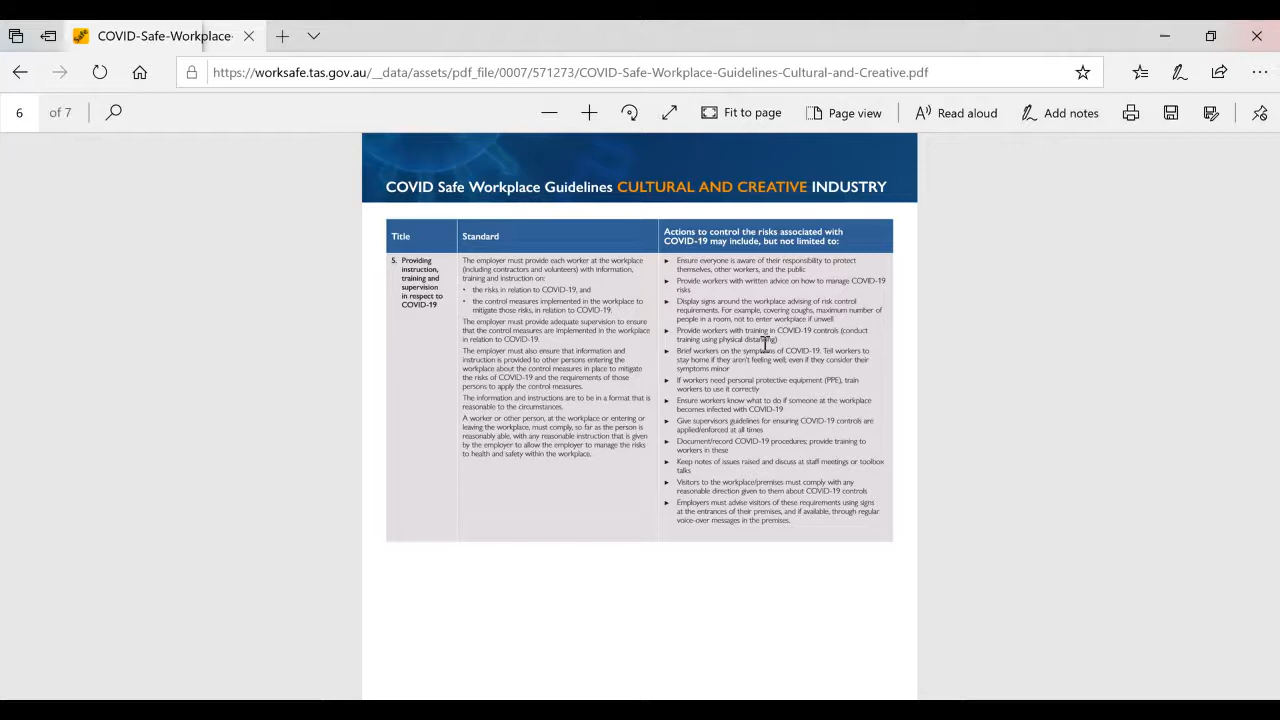 COVID-Safe-Workplace-
https://worksafe.tas.gov.au/__data/assets/pdf_file/0007/571273/COVID-Safe-Workplace-Guidelines-Cultural-and-Creative.pdf
6 of 7
Fit to page
Page view
Read aloud
Add notes
COVID Safe Workplace Guidelines CULTURAL AND CREATIVE INDUSTRY
Title
Standard
Actions to control the risks associated with
COVID-19 may include, but not limited to:
5. Providing
instruction,
training and
supervision
in respect to
COVID-19
The employer must provide each worker at the workplace
(including contractors and volunteers) with information,
training and instruction on:
• the risks in relation to COVID-19, and
• the control measures implemented in the workplace to
mitigate those risks, in relation to COVID-19.
The employer must provide adequate supervision to ensure
that the control measures are implemented in the workplace
in relation to COVID-19.
The employer must also ensure that information and
instruction is provided to other persons entering the
workplace about the control measures in place to mitigate
the risks of COVID-19 and the requirements of those
persons to apply the control measures.
The information and instructions are to be in a format that is
reasonable to the circumstances.
A worker or other person, at the workplace or entering or
leaving the workplace, must comply, so far as the person is
reasonably able, with any reasonable instruction that is given
by the employer to allow the employer to manage the risks
to health and safety within the workplace.
► Ensure everyone is aware of their responsibility to protect
themselves, other workers, and the public
► Provide workers with written advice on how to manage COVID-19
risks
► Display signs around the workplace advising of risk control
requirements. For example, covering coughs, maximum number of
people in a room, not to enter workplace if unwell
► Provide workers with training in COVID-19 controls (conduct
training using physical distancing)
► Brief workers on the symptoms of COVID-19. Tell workers to
stay home if they aren't feeling well; even if they consider their
symptoms minor
► If workers need personal protective equipment (PPE), train
workers to use it correctly
► Ensure workers know what to do if someone at the workplace
becomes infected with COVID-19
► Give supervisors guidelines for ensuring COVID-19 controls are
applied/enforced at all times
► Document/record COVID-19 procedures; provide training to
workers in these
► Keep notes of issues raised and discuss at staff meetings or toolbox
talks
► Visitors to the workplace/premises must comply with any
reasonable direction given to them about COVID-19 controls
► Employers must advise visitors of these requirements using signs
at the entrances of their premises, and if available, through regular
voice-over messages in the premises.